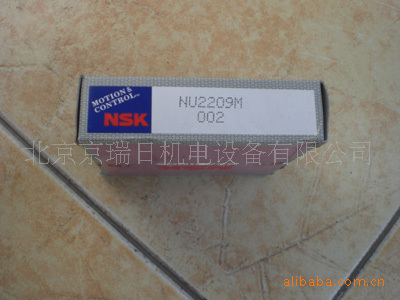 MOTION &
CONTROL™
NSK
NU2209M
002
北京京瑞日机电设备有限公司
alibaba.com.cn